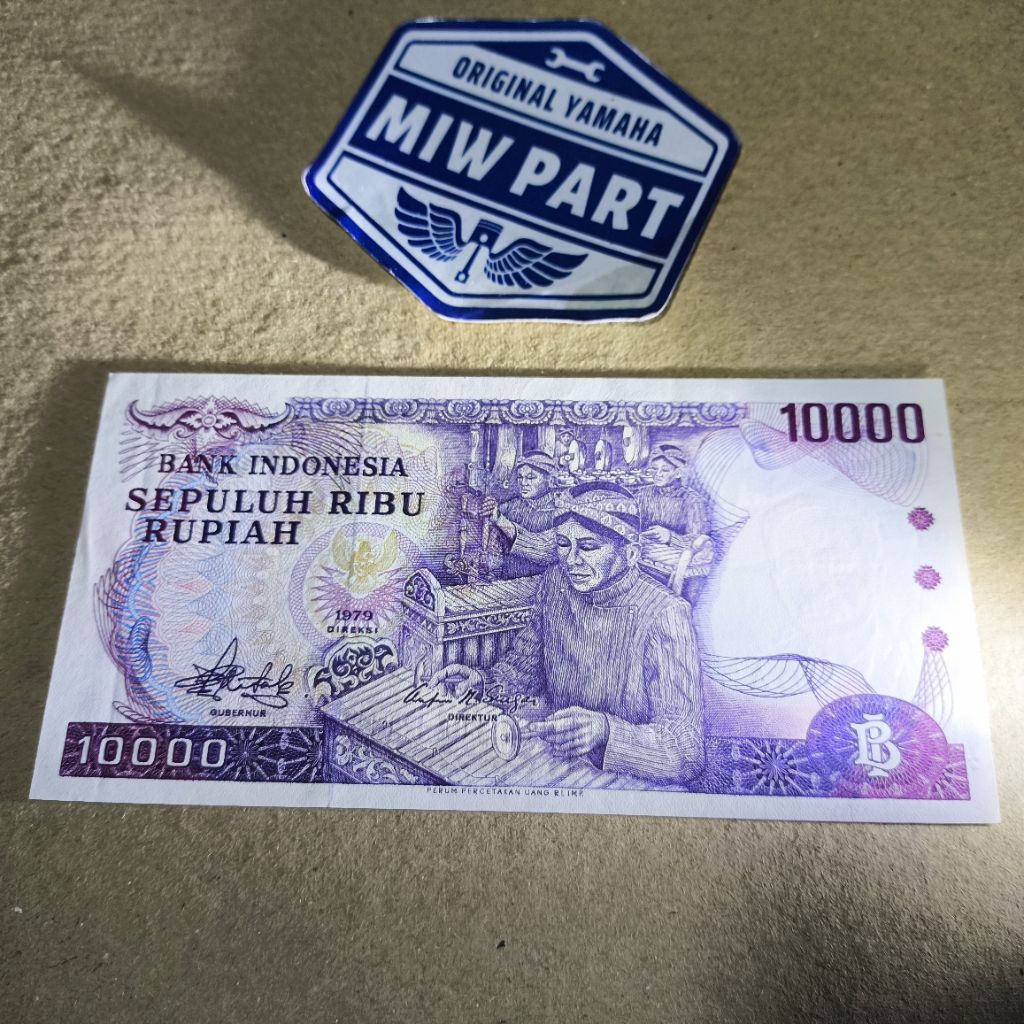 ORIGINAL YAMAHA
MIW PART
10000
BANK INDONESIA
SEPULUH RIBU
RUPIAH
1979
DIREKSI
GUBERNUR
DIREKTUR
10000
PERUM PERCETAKAN UANG RI.IMP.